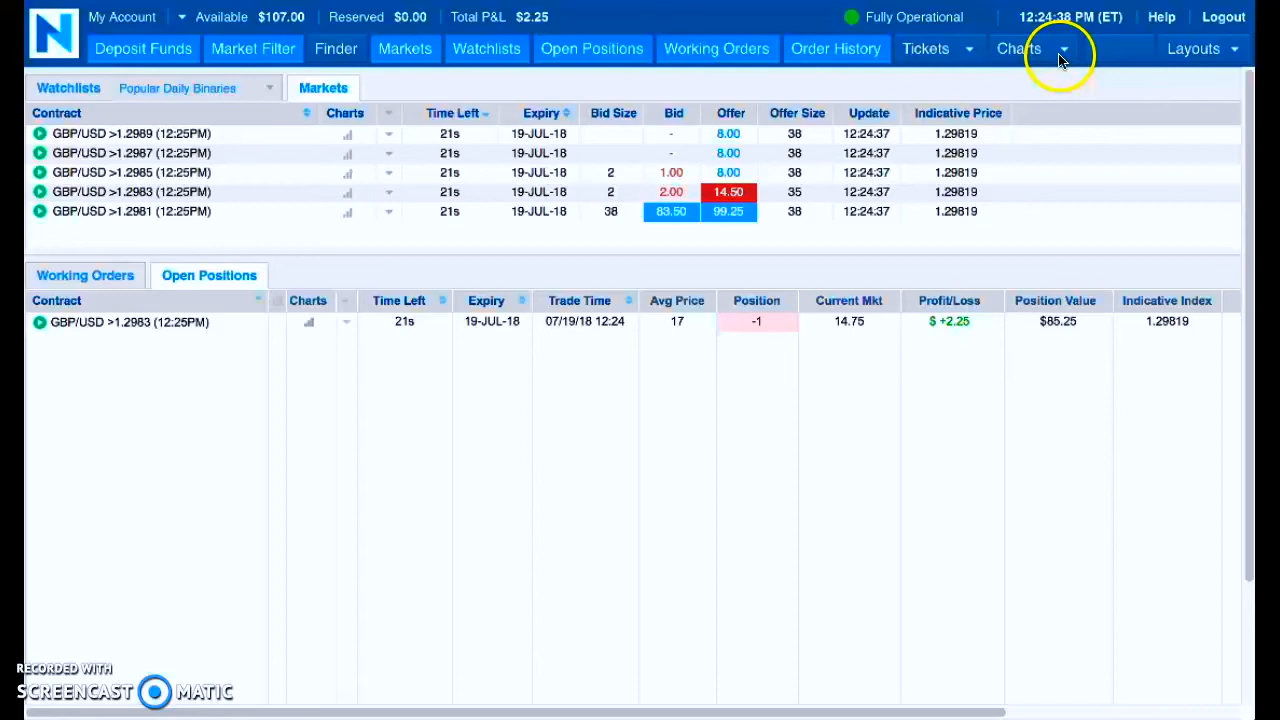 My Account Available $107.00 Reserved $0.00 Total P&L $2.25 Fully Operational 12:24:38 PM (ET) Help Logout
N
Deposit Funds Market Filter Finder Markets Watchlists Open Positions Working Orders Order History Tickets Charts Layouts
Watchlists Popular Daily Binaries Markets
Contract Charts Time Left Expiry Bid Size Bid Offer Offer Size Update Indicative Price
GBP/USD >1.2989 (12:25PM) 21s 19-JUL-18 - 8.00 38 12:24:37 1.29819
GBP/USD >1.2987 (12:25PM) 21s 19-JUL-18 - 8.00 38 12:24:37 1.29819
GBP/USD >1.2985 (12:25PM) 21s 19-JUL-18 2 1.00 8.00 38 12:24:37 1.29819
GBP/USD >1.2983 (12:25PM) 21s 19-JUL-18 2 2.00 14.50 35 12:24:37 1.29819
GBP/USD >1.2981 (12:25PM) 21s 19-JUL-18 38 83.50 99.25 38 12:24:37 1.29819
Working Orders Open Positions
Contract Charts Time Left Expiry Trade Time Avg Price Position Current Mkt Profit/Loss Position Value Indicative Index
GBP/USD >1.2983 (12:25PM) 21s 19-JUL-18 07/19/18 12:24 17 -1 14.75 $ +2.25 $85.25 1.29819
RECORDED WITH
SCREENCAST MATIC